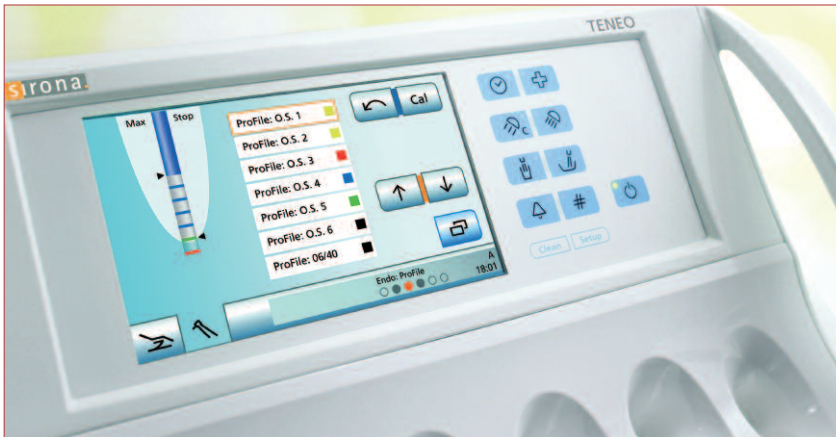 TENEO
sirona.
Max Stop
ProFile: O.S. 1
ProFile: O.S. 2
ProFile: O.S. 3
ProFile: O.S. 4
ProFile: O.S. 5
ProFile: O.S. 6
ProFile: 06/40
Cal
Endo: ProFile
A
18:01
C
#
Clean Setup